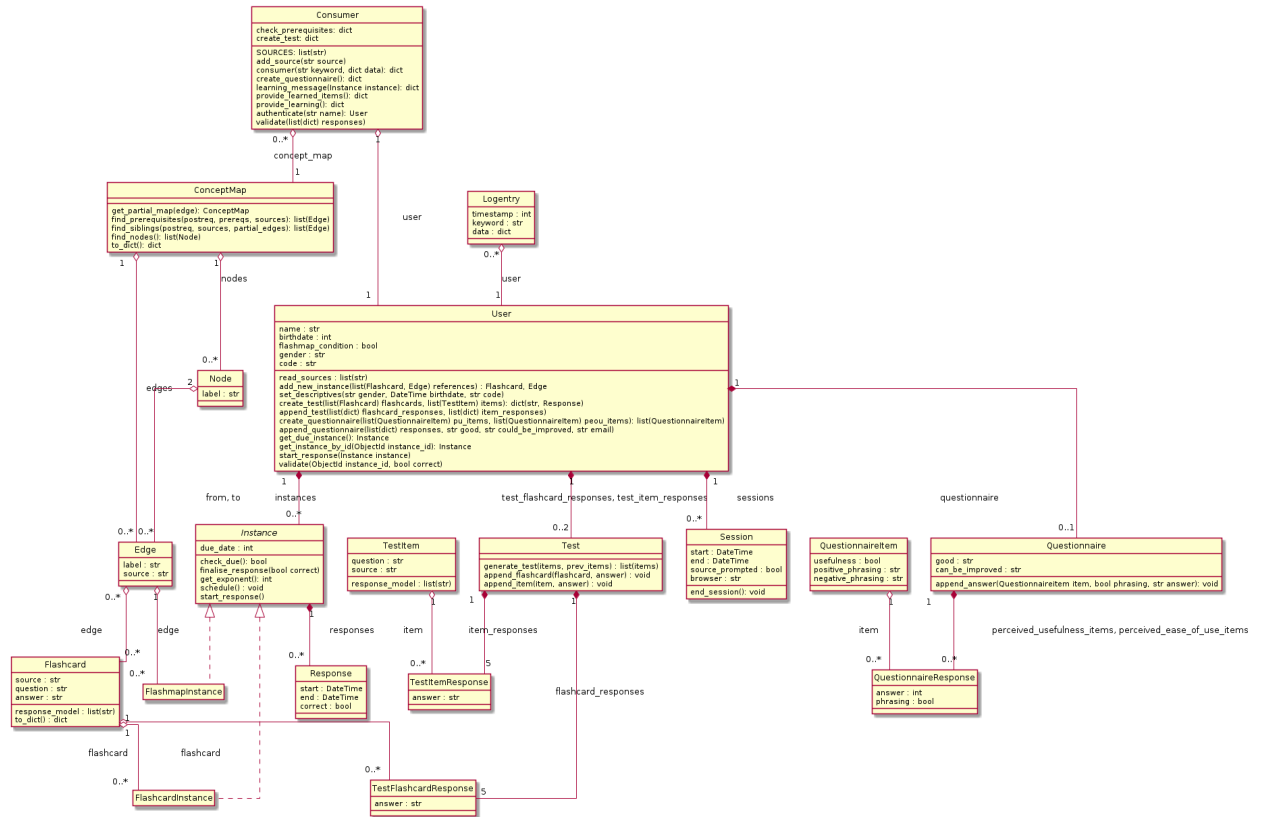 Consumer
check_prerequisites: dict
create_test: dict
SOURCES: list(str)
add_source(str source)
consumer(str keyword, dict data): dict
create_questionnaire(): dict
learning_message(Instance instance): dict
provide_learned_items(): dict
provide_learning(): dict
authenticate(str name): User
validate(list(dict) responses)
0..*
1
concept_map
1
ConceptMap
get_partial_map(edge): ConceptMap
find_prerequisites(postreq, prereqs, sources): list(Edge)
find_siblings(postreq, sources, partial_edges): list(Edge)
find_nodes(): list(Node)
to_dict(): dict
Logentry
timestamp : int
keyword : str
data : dict
user
1
1
0..*
nodes
user
1
1
User
name : str
birthdate : int
flashmap_condition : bool
gender : str
code : str
read_sources : list(str)
add_new_instance(list(Flashcard, Edge) references) : Flashcard, Edge
set_descriptives(str gender, DateTime birthdate, str code)
create_test(list(Flashcard) flashcards, list(TestItem) items): dict(str, Response)
append_test(list(dict) flashcard_responses, list(dict) item_responses)
create_questionnaire(list(QuestionnaireItem) pu_items, list(QuestionnaireItem) peou_items): list(QuestionnaireItem)
append_questionnaire(list(dict) responses, str good, str could_be_improved, str email)
get_due_instance(): Instance
get_instance_by_id(ObjectId instance_id): Instance
start_response(Instance instance)
validate(ObjectId instance_id, bool correct)
0..*
Node
label : str
edges
2
1
1
1
1
from, to
instances
test_flashcard_responses, test_item_responses
sessions
questionnaire
0..*
0..*
0..*
0..2
0..*
0..1
Edge
label : str
source : str
Instance
due_date : int
check_due(): bool
finalise_response(bool correct)
get_exponent(): int
schedule() : void
start_response()
TestItem
question : str
source : str
response_model : list(str)
Test
generate_test(items, prev_items) : list(items)
append_flashcard(flashcard, answer) : void
append_item(item, answer) : void
Session
start : DateTime
end : DateTime
source_prompted : bool
browser : str
end_session(): void
QuestionnaireItem
usefulness : bool
positive_phrasing : str
negative_phrasing : str
Questionnaire
good : str
can_be_improved : str
append_answer(QuestionnaireItem item, bool phrasing, str answer): void
0..*
1
1
1
1
1
1
1
edge
edge
responses
item
item_responses
item
perceived_usefulness_items, perceived_ease_of_use_items
0..*
0..*
0..*
0..*
5
0..*
0..*
Flashcard
source : str
question : str
answer : str
response_model : list(str)
to_dict() : dict
FlashmapInstance
Response
start : DateTime
end : DateTime
correct : bool
TestItemResponse
answer : str
QuestionnaireResponse
answer : int
phrasing : bool
flashcard_responses
1
1
flashcard
flashcard
0..*
0..*
FlashcardInstance
TestFlashcardResponse
answer : str
5